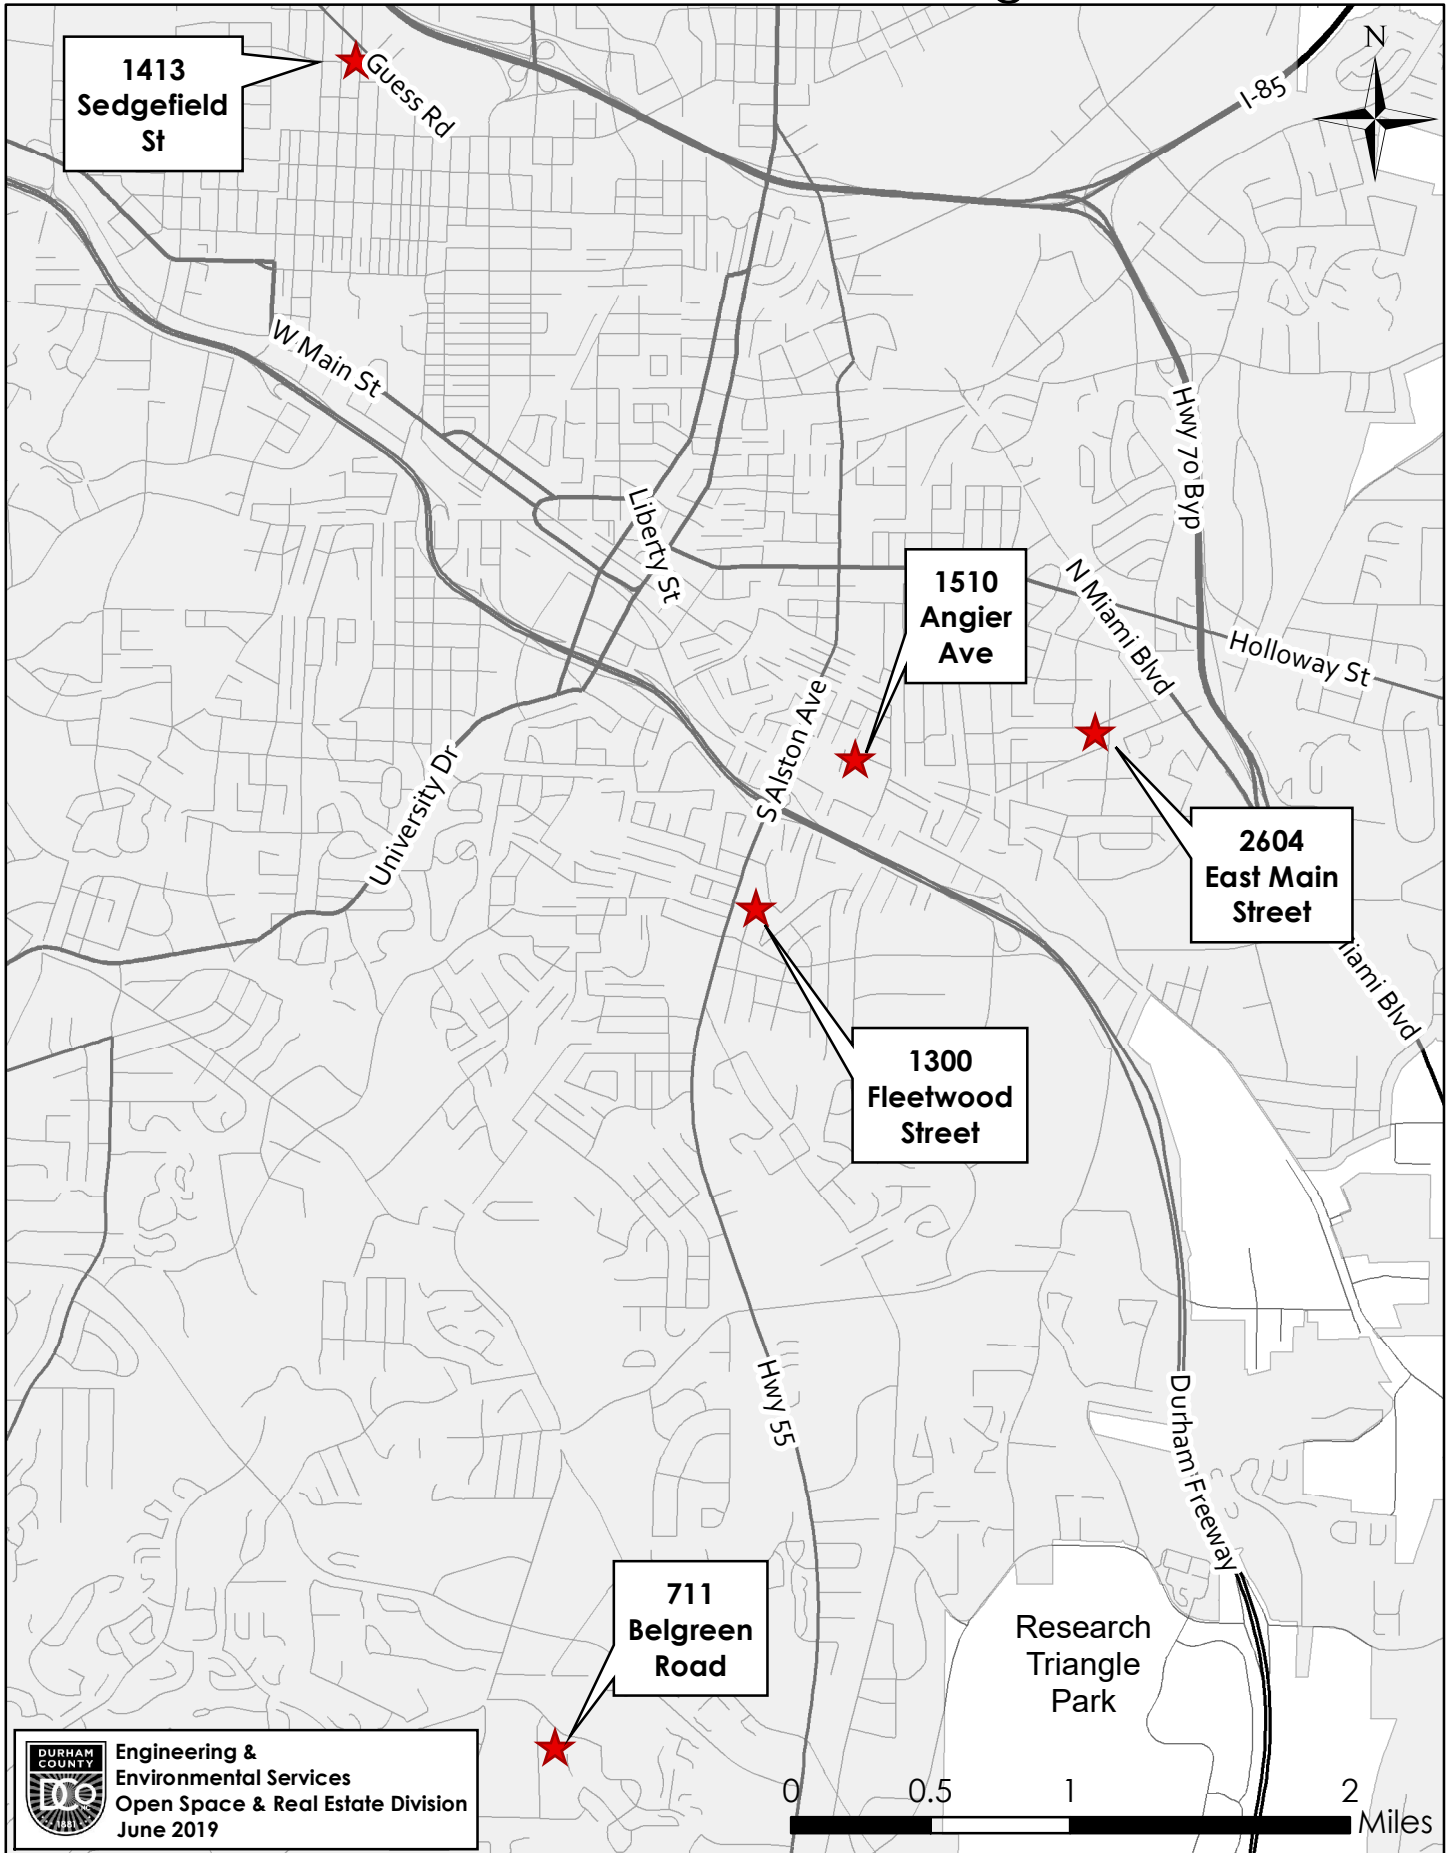 N
1413
Sedgefield
St
Guess Rd
I-85
W Main St
Hwy 70 Byp
Liberty St
1510
Angier
Ave
N Miami Blvd
Holloway St
S Alston Ave
University Dr
2604
East Main
Street
iami Blvd
1300
Fleetwood
Street
Hwy 55
Durham Freeway
711
Belgreen
Road
Research
Triangle
Park
DURHAM
COUNTY
DCO
1881
Engineering &
Environmental Services
Open Space & Real Estate Division
June 2019
0 0.5 1 2
Miles